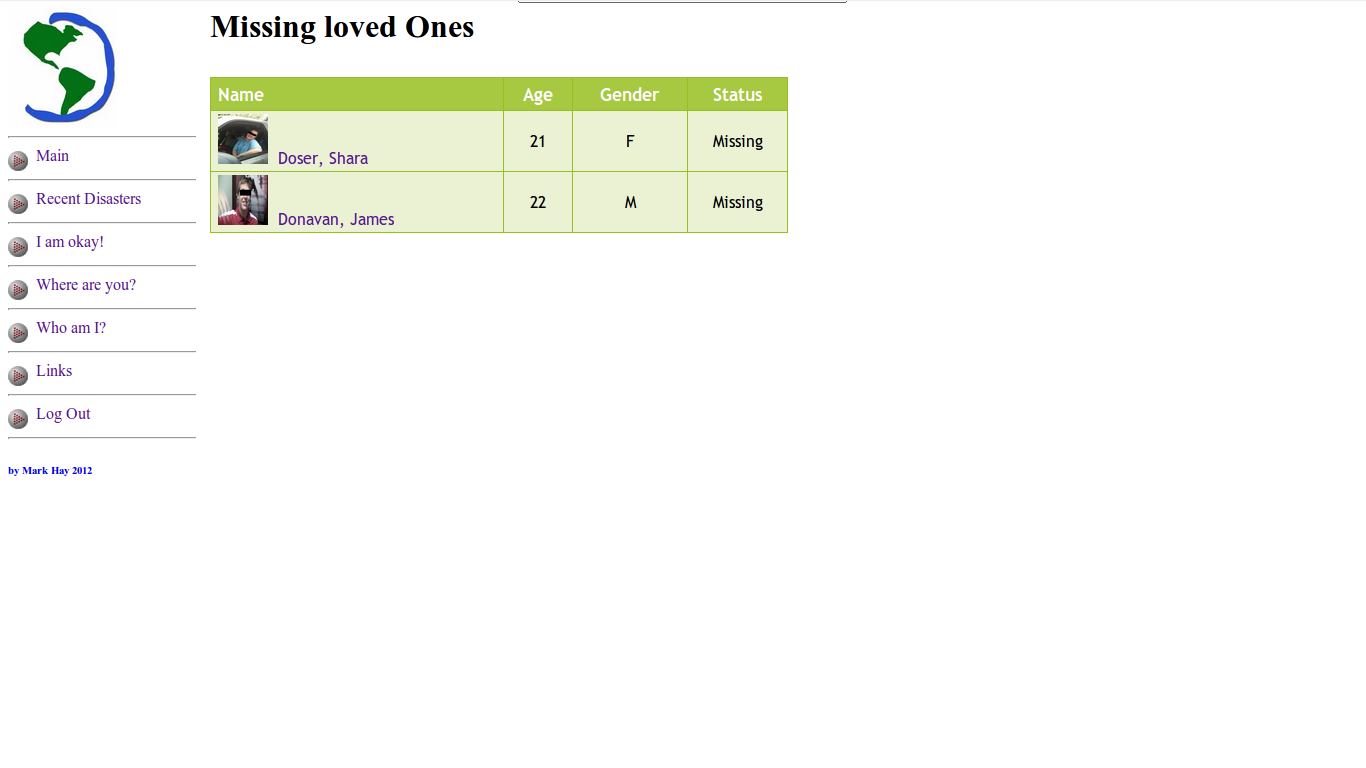 Missing loved Ones
Name Age Gender Status
Doser, Shara 21 F Missing
Donavan, James 22 M Missing
Main
Recent Disasters
I am okay!
Where are you?
Who am I?
Links
Log Out
by Mark Hay 2012